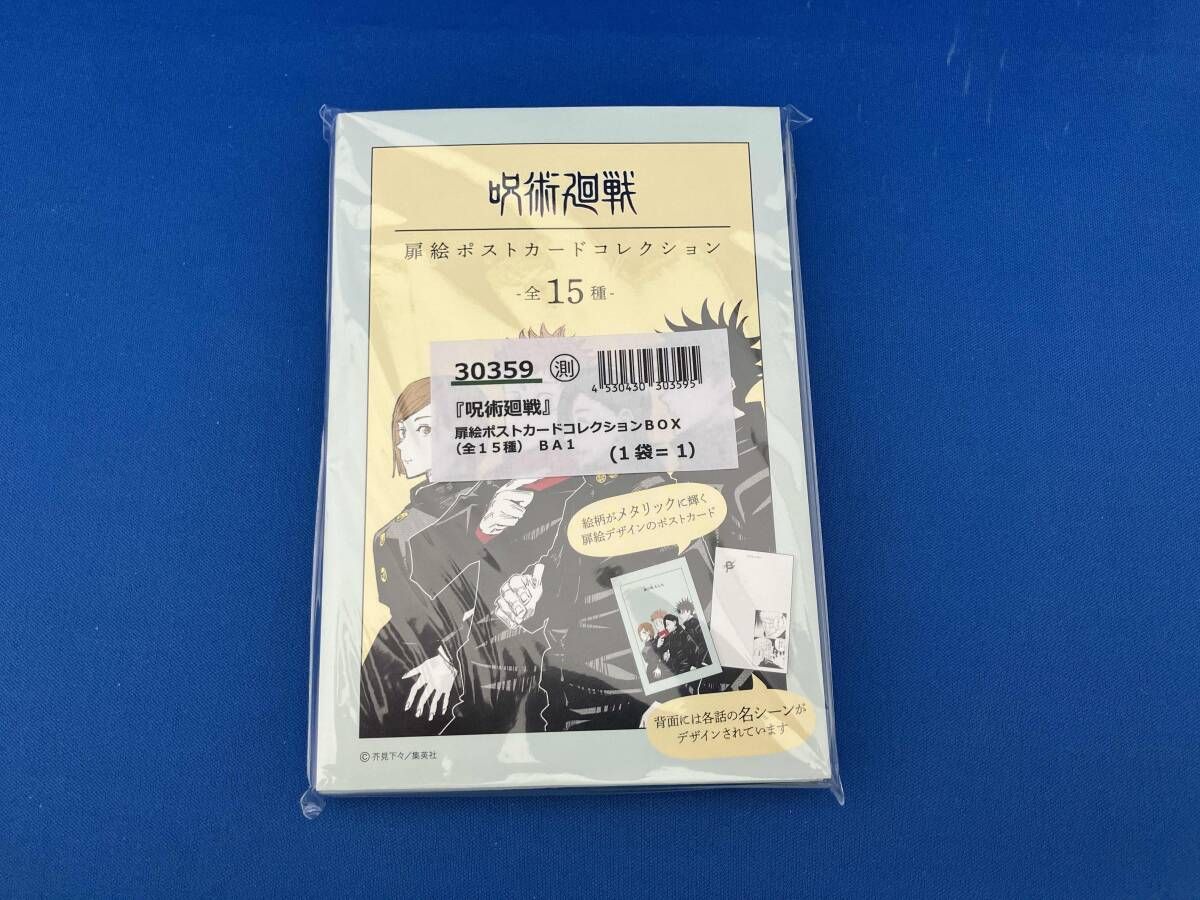 呪術廻戦
扉絵ポストカードコレクション
-全15種-
30359 測
4 530430 303595
『呪術廻戦』
扉絵ポストカードコレクションBOX
(全15種) BA1 (1袋=1)
絵柄がメタリックに輝く
扉絵デザインのポストカード
背面には各話の名シーンが
デザインされています
©芥見下々/集英社